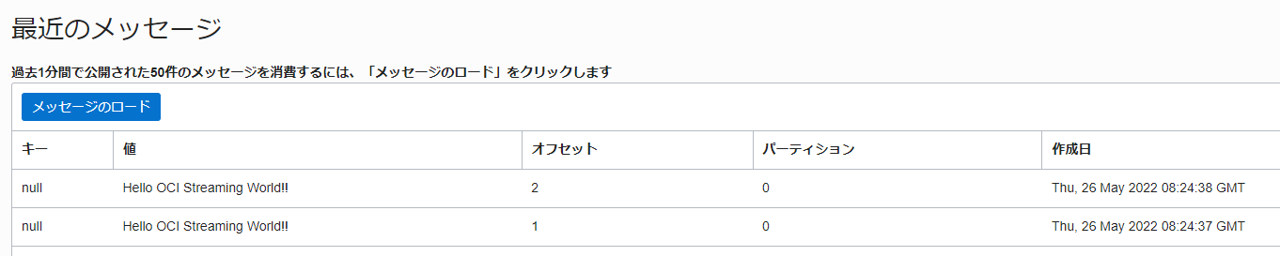 最近のメッセージ
過去1分間で公開された50件のメッセージを消費するには、「メッセージのロード」をクリックします
メッセージのロード
キー 値 オフセット パーティション 作成日
null Hello OCI Streaming World!! 2 0 Thu, 26 May 2022 08:24:38 GMT
null Hello OCI Streaming World!! 1 0 Thu, 26 May 2022 08:24:37 GMT